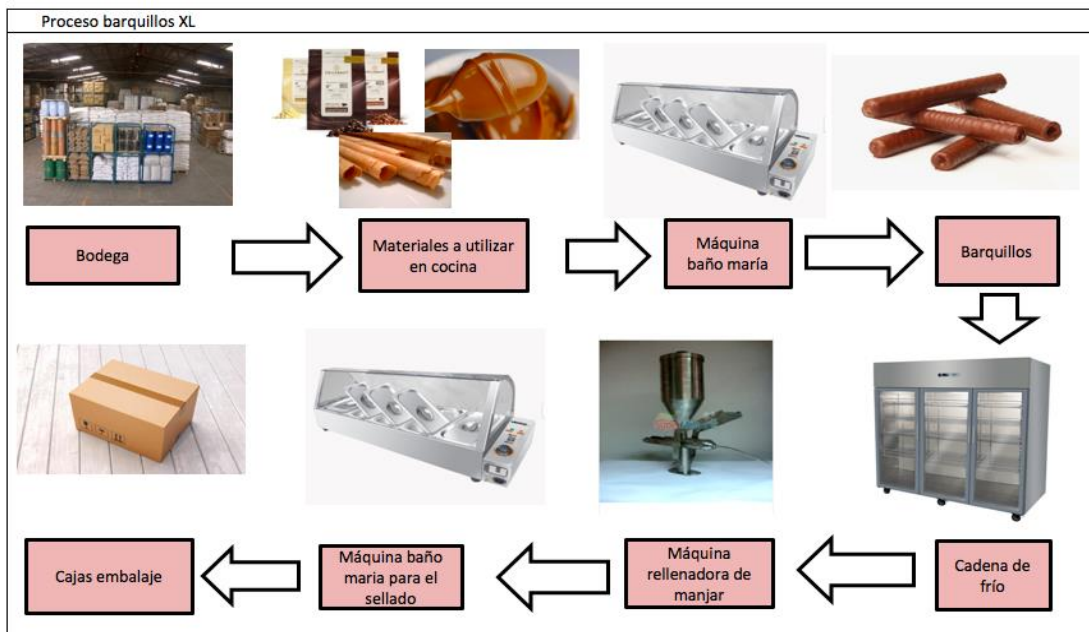 Proceso barquillos XL
Bodega
Materiales a utilizar
en cocina
Máquina
baño maría
Barquillos
Cajas embalaje
Máquina baño
maria para el
sellado
Máquina
rellenadora de
manjar
Cadena de
frío